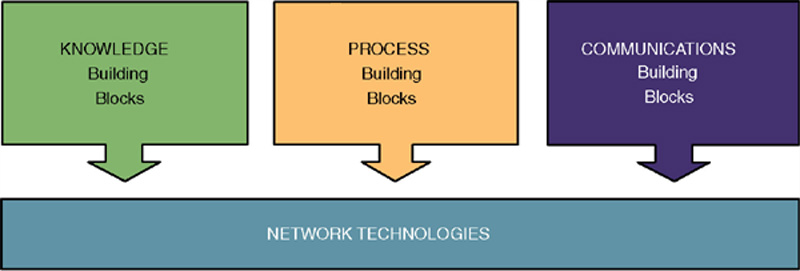 KNOWLEDGE
Building
Blocks
PROCESS
Building
Blocks
COMMUNICATIONS
Building
Blocks
NETWORK TECHNOLOGIES